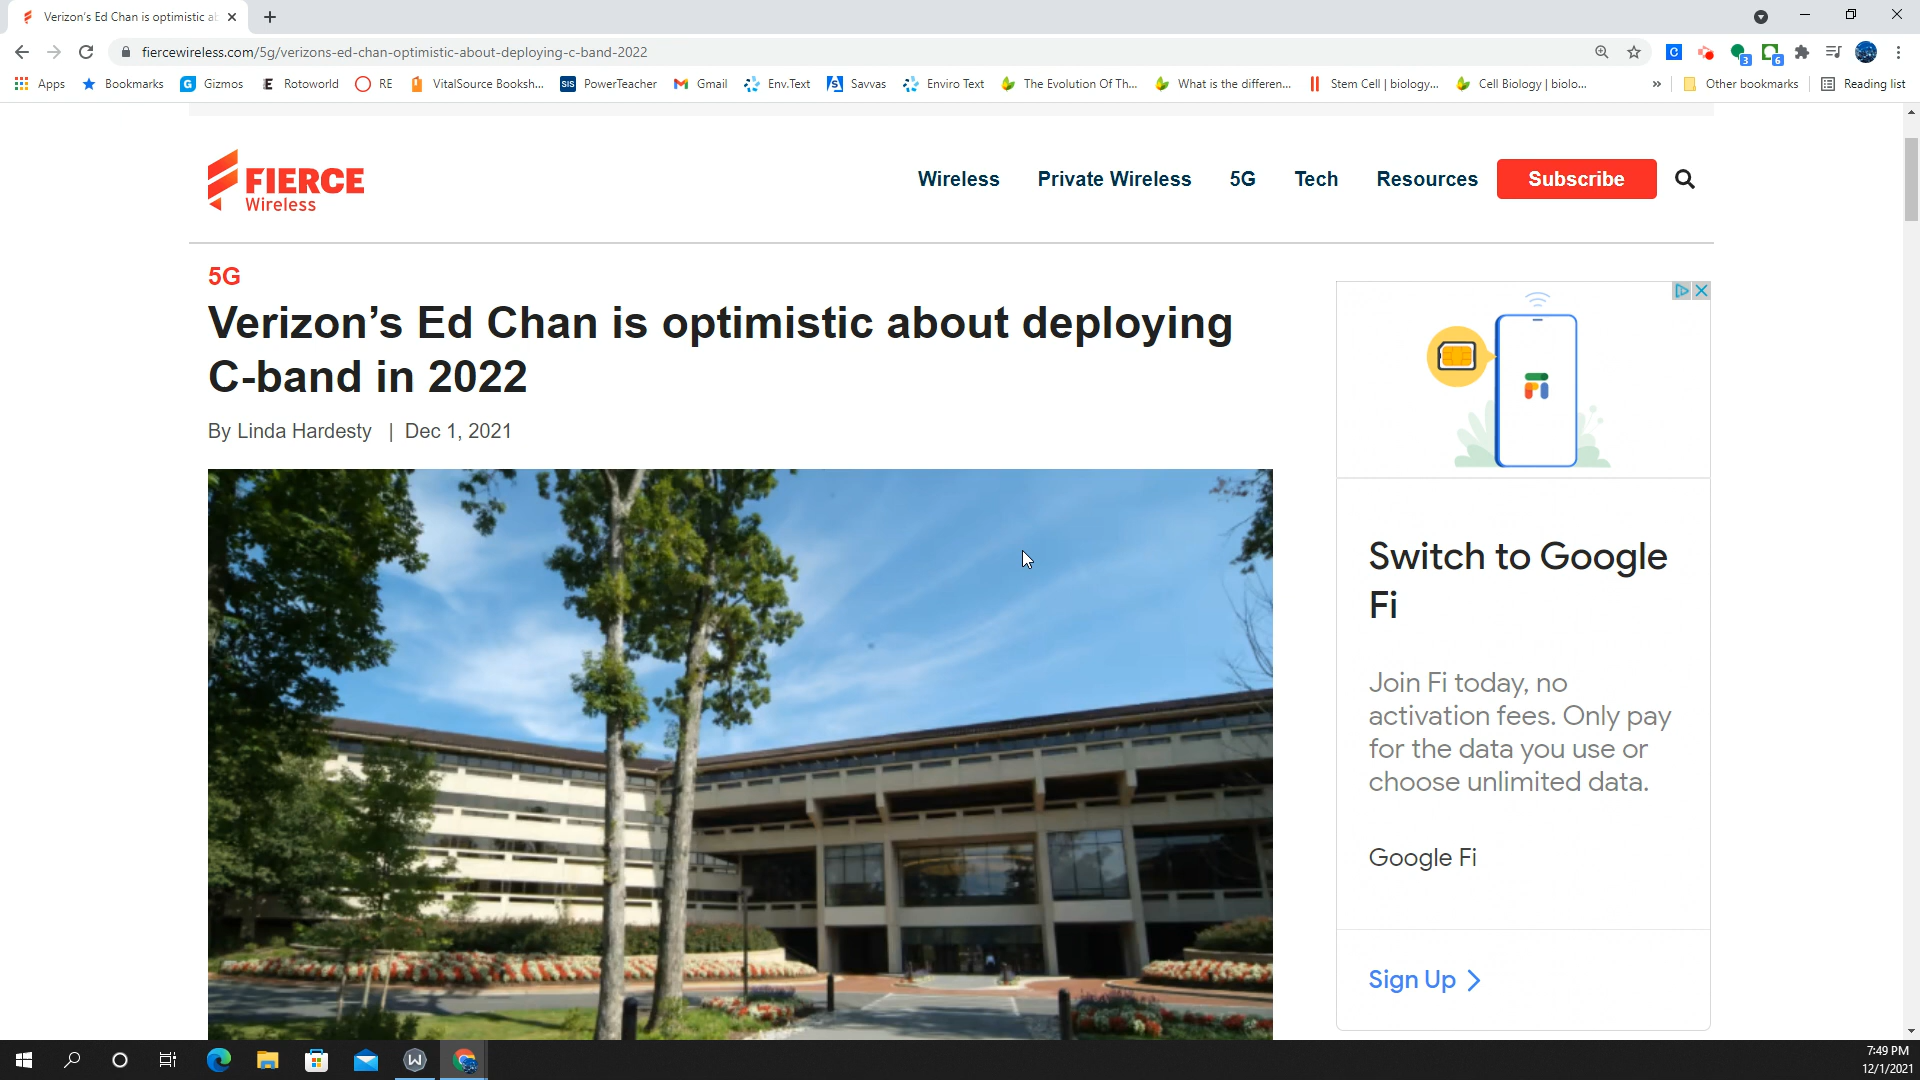 Verizon's Ed Chan is optimistic ab
fiercewireless.com/5g/verizons-ed-chan-optimistic-about-deploying-c-band-2022
C
3
6
Apps
Bookmarks
G Gizmos
E Rotoworld
RE
VitalSource Booksh...
SIS PowerTeacher
Gmail
Env.Text
S Savvas
Enviro Text
The Evolution Of Th...
What is the differen...
Stem Cell | biology...
Cell Biology | biolo...
»
Other bookmarks
Reading list
FIERCE
Wireless
Wireless
Private Wireless
5G
Tech
Resources
Subscribe
5G
Verizon’s Ed Chan is optimistic about deploying
C-band in 2022
By Linda Hardesty | Dec 1, 2021
Fi
Switch to Google
Fi
Join Fi today, no
activation fees. Only pay
for the data you use or
choose unlimited data.
Google Fi
Sign Up
W
7:49 PM
12/1/2021